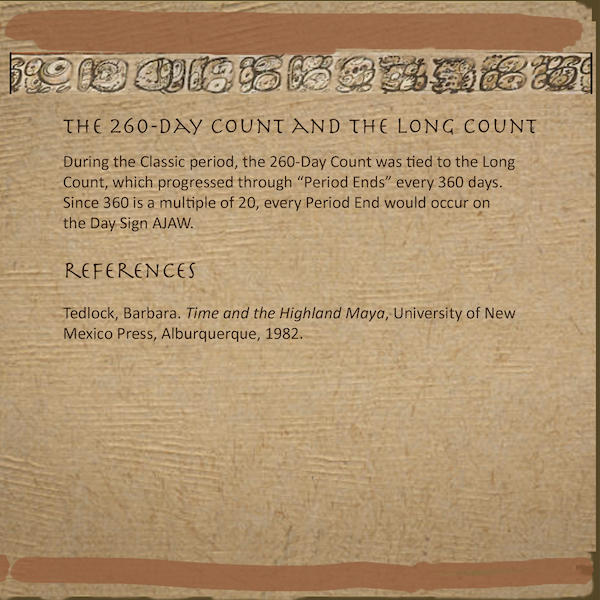 THE 260-DAY COUNT AND THE LONG COUNT
During the Classic period, the 260-Day Count was tied to the Long
Count, which progressed through “Period Ends” every 360 days.
Since 360 is a multiple of 20, every Period End would occur on
the Day Sign AJAW.
REFERENCES
Tedlock, Barbara. Time and the Highland Maya, University of New
Mexico Press, Alburquerque, 1982.